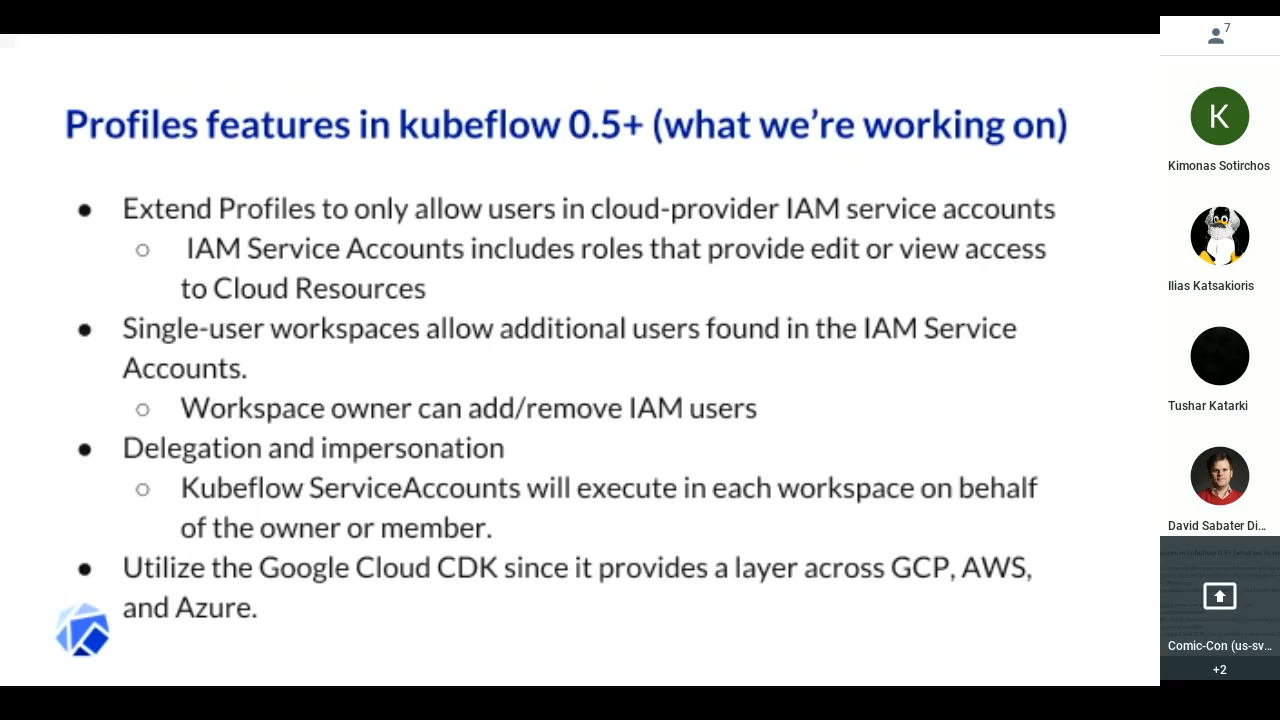 Profiles features in kubeflow 0.5+ (what we're working on)
● Extend Profiles to only allow users in cloud-provider IAM service accounts
○ IAM Service Accounts includes roles that provide edit or view access
to Cloud Resources
● Single-user workspaces allow additional users found in the IAM Service
Accounts.
○ Workspace owner can add/remove IAM users
● Delegation and impersonation
○ Kubeflow ServiceAccounts will execute in each workspace on behalf
of the owner or member.
● Utilize the Google Cloud CDK since it provides a layer across GCP, AWS,
and Azure.
7
K
Kimonas Sotirchos
Ilias Katsakioris
Tushar Katarki
David Sabater Di...
Comic-Con (us-sv...
+2